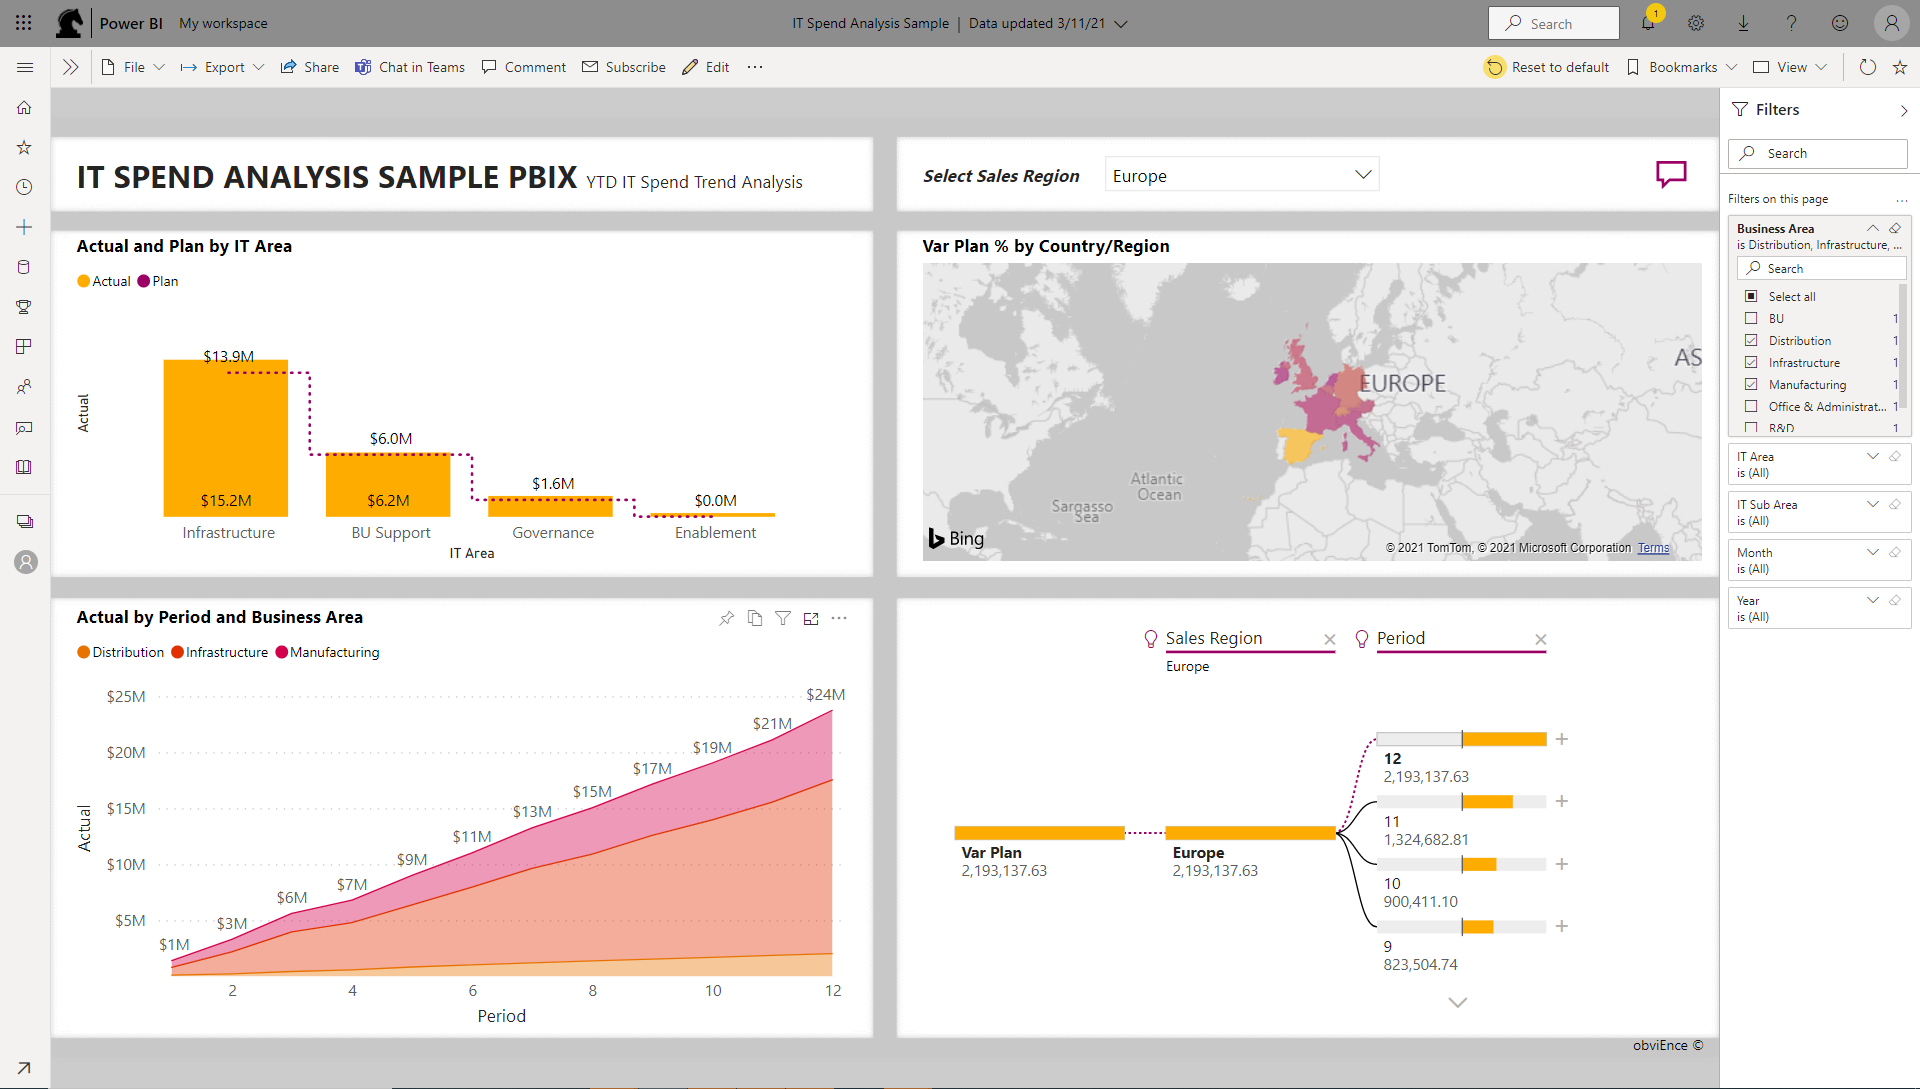 Power BI My workspace
IT Spend Analysis Sample | Data updated 3/11/21
Search
1
File Export Share Chat in Teams Comment Subscribe Edit ...
Reset to default Bookmarks View
IT SPEND ANALYSIS SAMPLE PBIX YTD IT Spend Trend Analysis
Select Sales Region Europe
Actual and Plan by IT Area
Actual Plan
Actual
$13.9M
$15.2M
$6.0M
$6.2M
$1.6M
$0.0M
Infrastructure BU Support Governance Enablement
IT Area
Var Plan % by Country/Region
AS
EUROPE
Atlantic
Ocean
Sargasso
Sea
Bing
© 2021 TomTom, © 2021 Microsoft Corporation Terms
Actual by Period and Business Area
Distribution Infrastructure Manufacturing
Actual
$25M
$20M
$15M
$10M
$5M
$1M
$3M
$6M
$7M
$9M
$11M
$13M
$15M
$17M
$19M
$21M
$24M
2 4 6 8 10 12
Period
Sales Region
Europe
Period
Var Plan
2,193,137.63
Europe
2,193,137.63
12
2,193,137.63
11
1,324,682.81
10
900,411.10
9
823,504.74
obviEnce ©
Filters
Search
Filters on this page ...
Business Area
is Distribution, Infrastructure, ...
Search
Select all
BU 1
Distribution 1
Infrastructure 1
Manufacturing 1
Office & Administrat... 1
R&D 1
IT Area
is (All)
IT Sub Area
is (All)
Month
is (All)
Year
is (All)